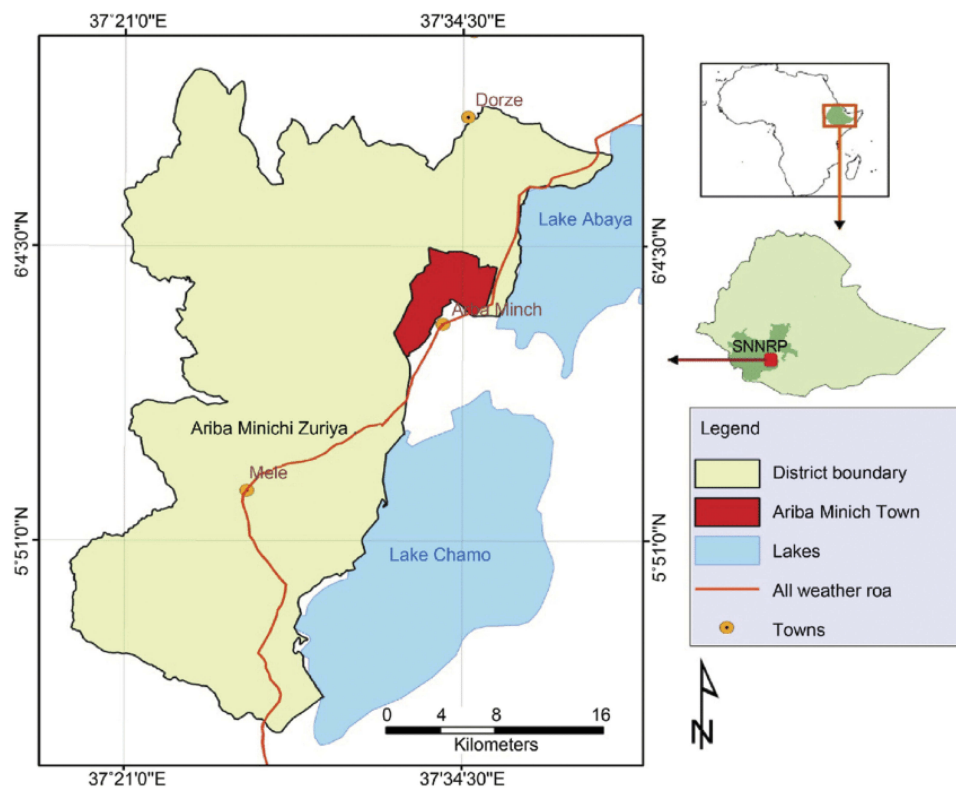 37°21'0"E
37'34'30"E
Dorze
Lake Abaya
6'4'30"N
6'4'30"N
Arba Minch
SNNRP
Ariba Minichi Zuriya
Mele
Legend
District boundary
Ariba Minich Town
Lakes
All weather roa
Towns
5°51'0"N
5°51'0"N
Lake Chamo
0 4 8 16
Kilometers
N
37°21'0"E
37'34'30"E